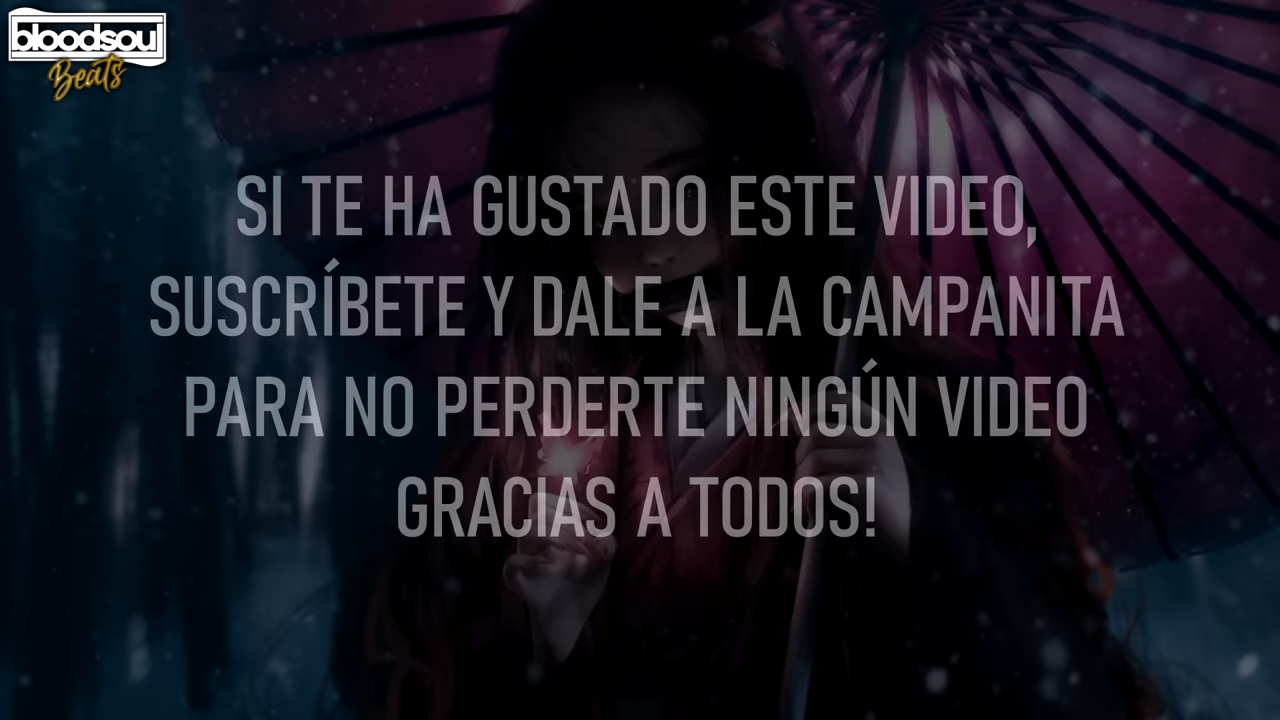 bloodsoul
Beats
SI TE HA GUSTADO ESTE VIDEO,
SUSCRÍBETE Y DALE A LA CAMPANITA
PARA NO PERDERTE NINGÚN VIDEO
GRACIAS A TODOS!